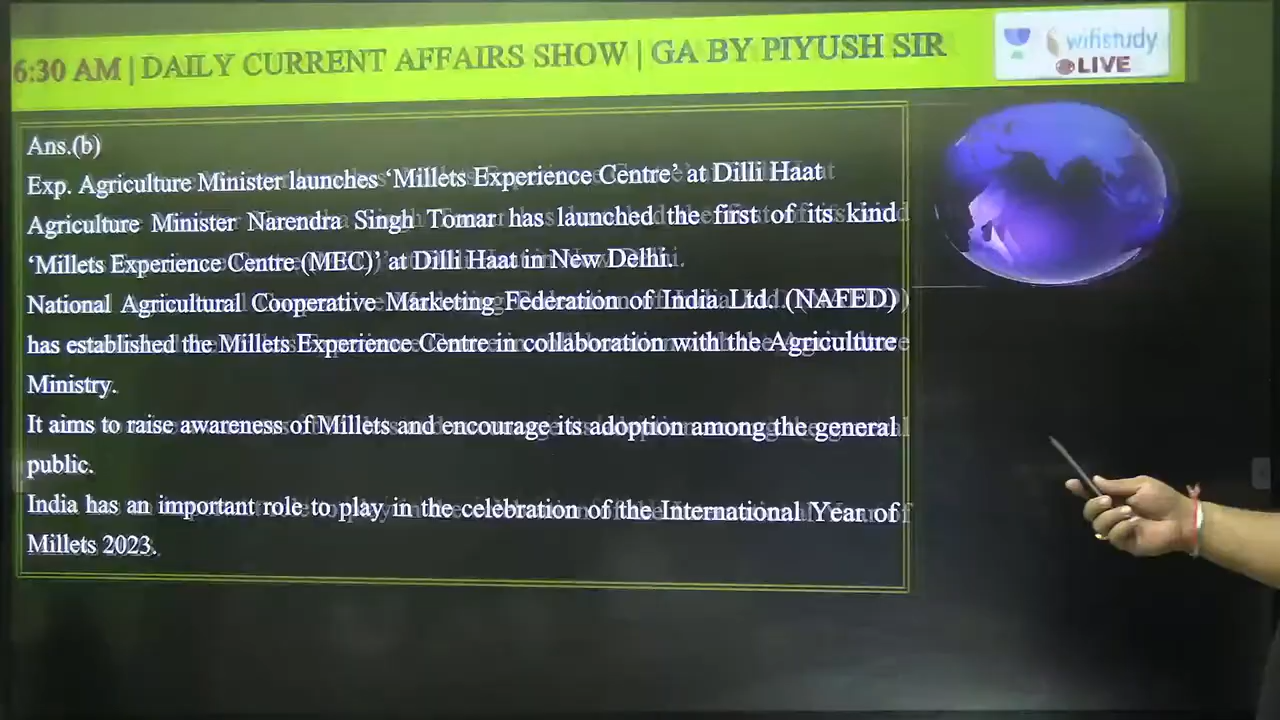 6:30 AM | DAILY CURRENT AFFAIRS SHOW | GA BY PIYUSH SIR
wifistudy
LIVE
Ans.(b)
Exp. Agriculture Minister launches ‘Millets Experience Centre’ at Dilli Haat
Agriculture Minister Narendra Singh Tomar has launched the first of its kind
‘Millets Experience Centre (MEC)’ at Dilli Haat in New Delhi.
National Agricultural Cooperative Marketing Federation of India Ltd. (NAFED)
has established the Millets Experience Centre in collaboration with the Agriculture
Ministry.
It aims to raise awareness of Millets and encourage its adoption among the general
public.
India has an important role to play in the celebration of the International Year of
Millets 2023.